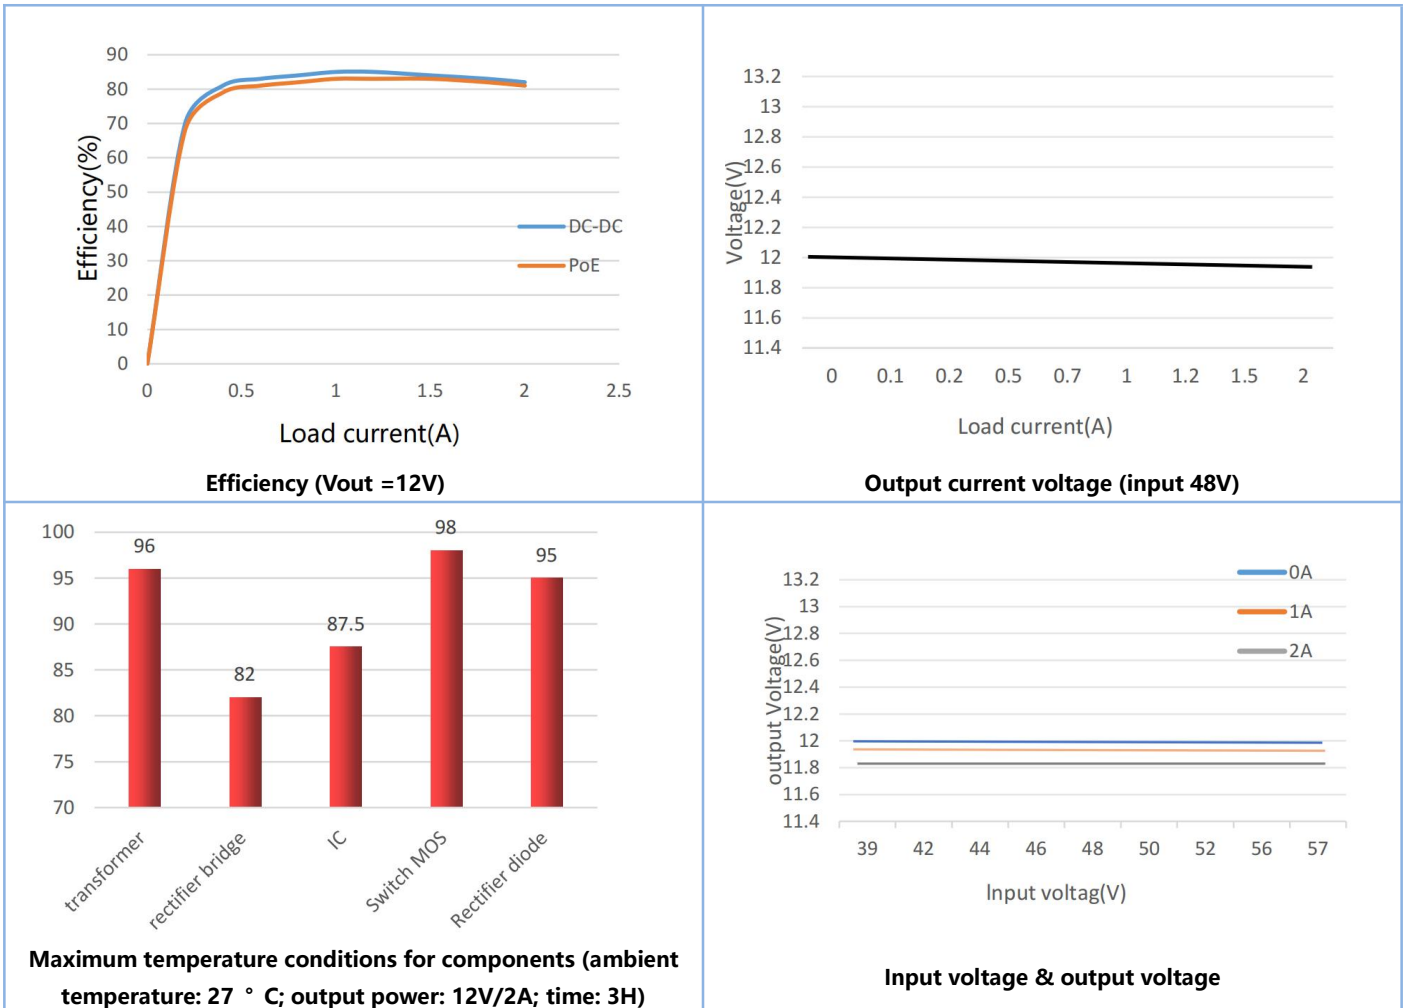 90
80
70
60
50
40
30
20
10
0
Efficiency(%)
DC-DC
PoE
0 0.5 1 1.5 2 2.5
Load current(A)
Efficiency (Vout =12V)
13.2
13
12.8
12.6
12.4
12.2
12
11.8
11.6
11.4
Voltage(V)
0 0.1 0.2 0.5 0.7 1 1.2 1.5 2
Load current(A)
Output current voltage (input 48V)
100
95
90
85
80
75
70
96
82
87.5
98
95
transformer
rectifier bridge
IC
Switch MOS
Rectifier diode
Maximum temperature conditions for components (ambient
temperature: 27 ° C; output power: 12V/2A; time: 3H)
0A
1A
2A
13.2
13
12.8
12.6
12.4
12.2
12
11.8
11.6
11.4
output Voltage(V)
39 42 44 46 48 50 52 56 57
Input voltag(V)
Input voltage & output voltage